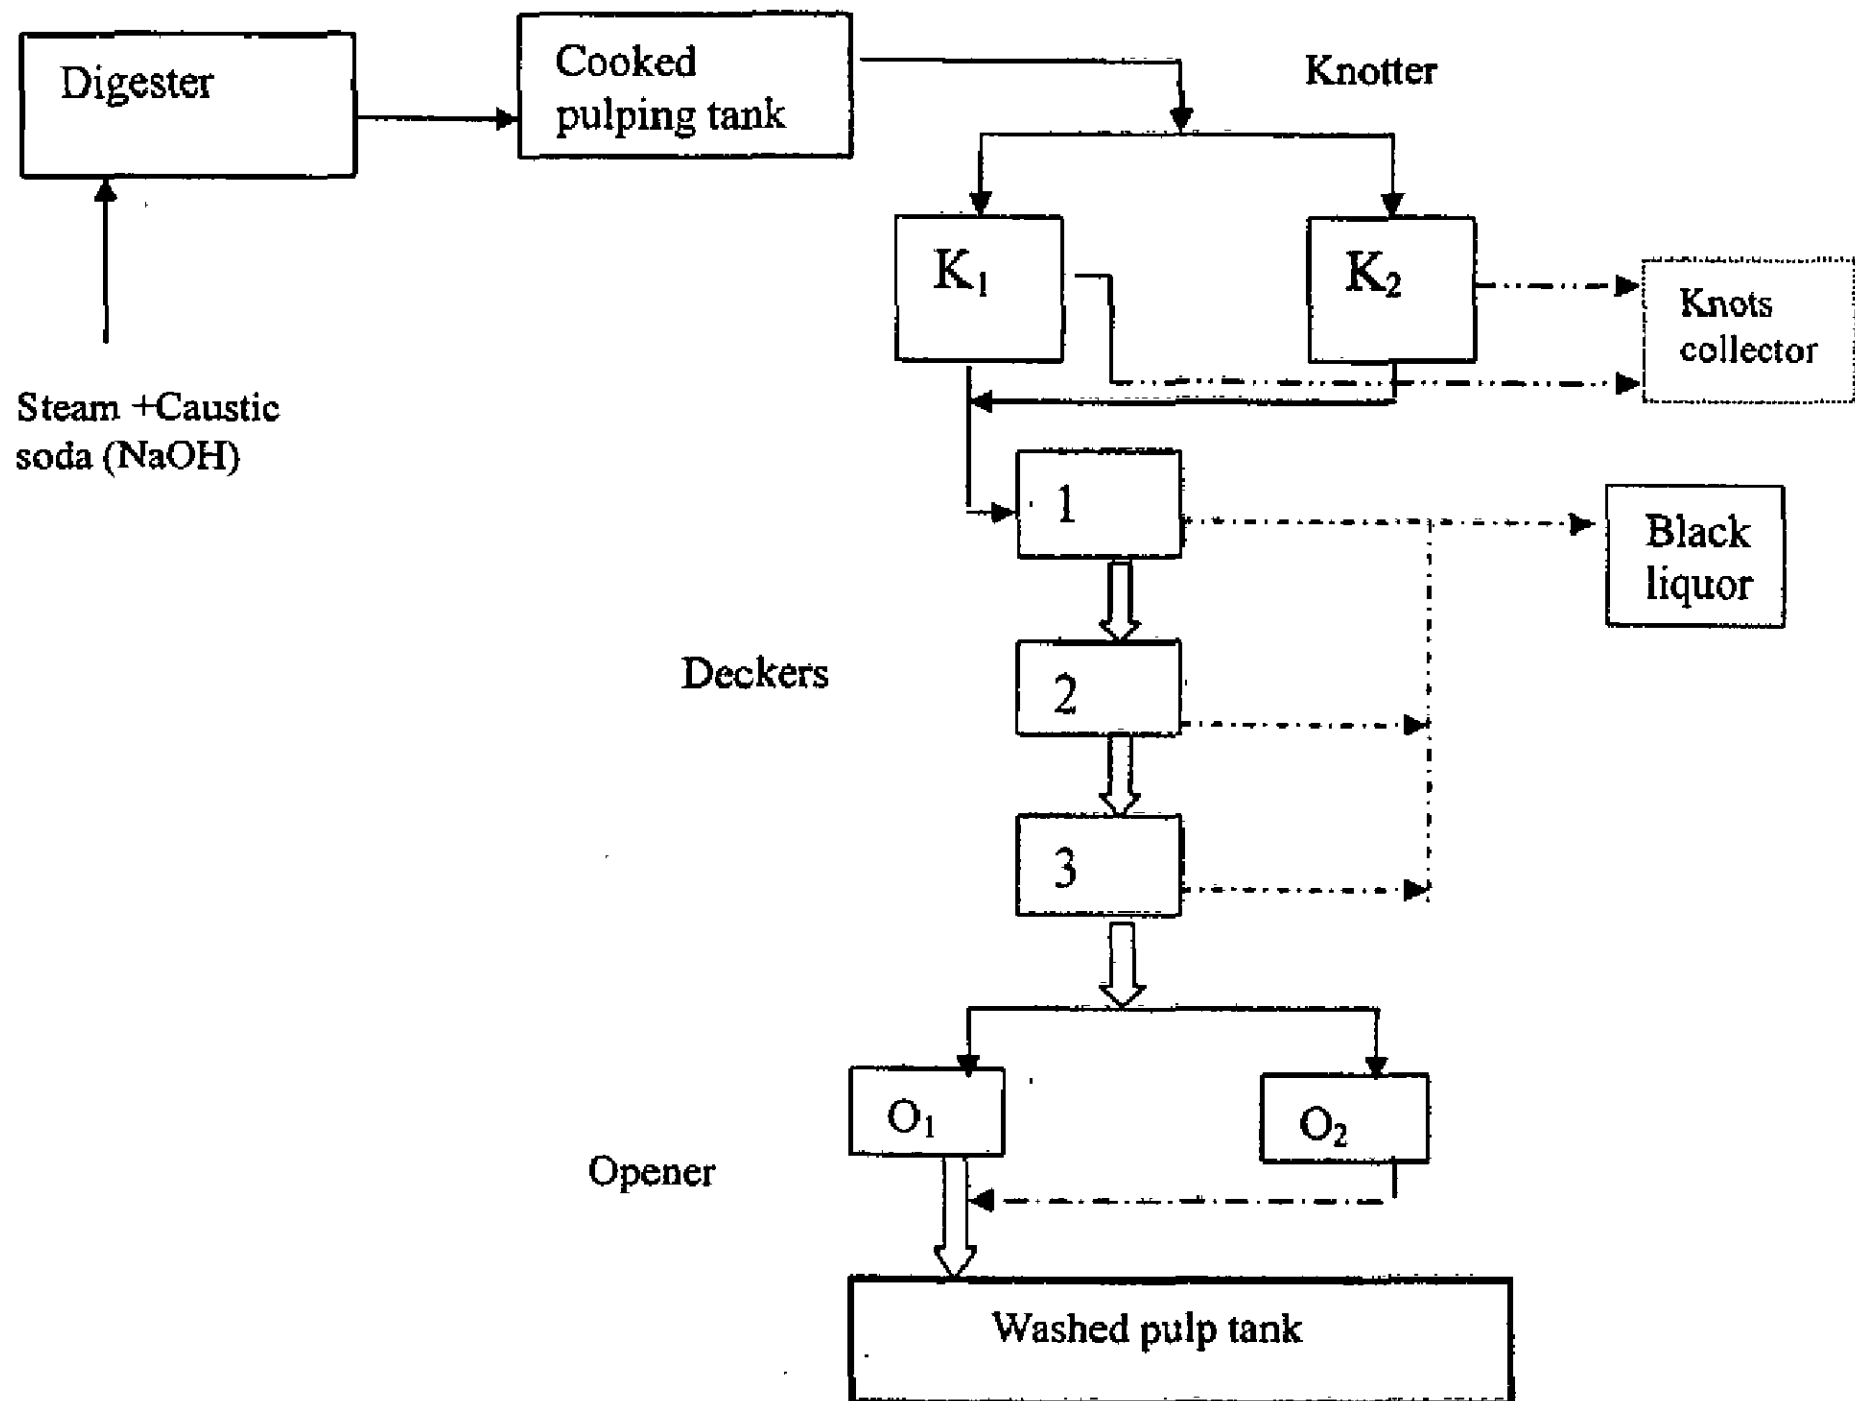 Digester
Cooked
pulping tank
Knotter
K₁
K₂
Knots
collector
Steam +Caustic
soda (NaOH)
1
Black
liquor
Deckers
2
3
O₁
O₂
Opener
Washed pulp tank